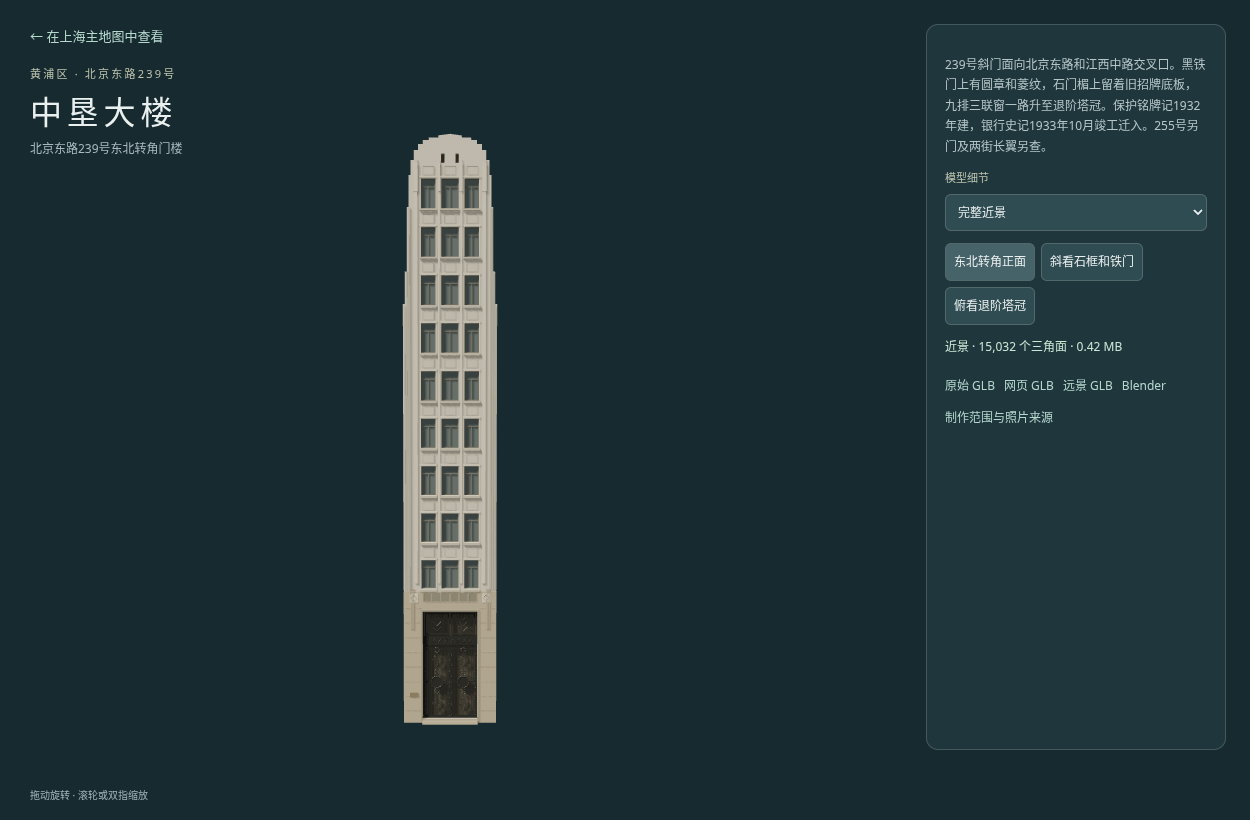 ← 在上海主地图中查看
黄浦区 · 北京东路239号
中垦大楼
北京东路239号东北转角门楼
239号斜门面向北京东路和江西中路交叉口。黑铁
门上有圆章和菱纹，石门楣上留着旧招牌底板，
九排三联窗一路升至退阶塔冠。保护铭牌记1932
年建，银行史记1933年10月竣工迁入。255号另
门及两街长翼另查。
模型细节
完整近景
东北转角正面
斜看石框和铁门
俯看退阶塔冠
近景 · 15,032 个三角面 · 0.42 MB
原始 GLB 网页 GLB 远景 GLB Blender
制作范围与照片来源
拖动旋转 · 滚轮或双指缩放